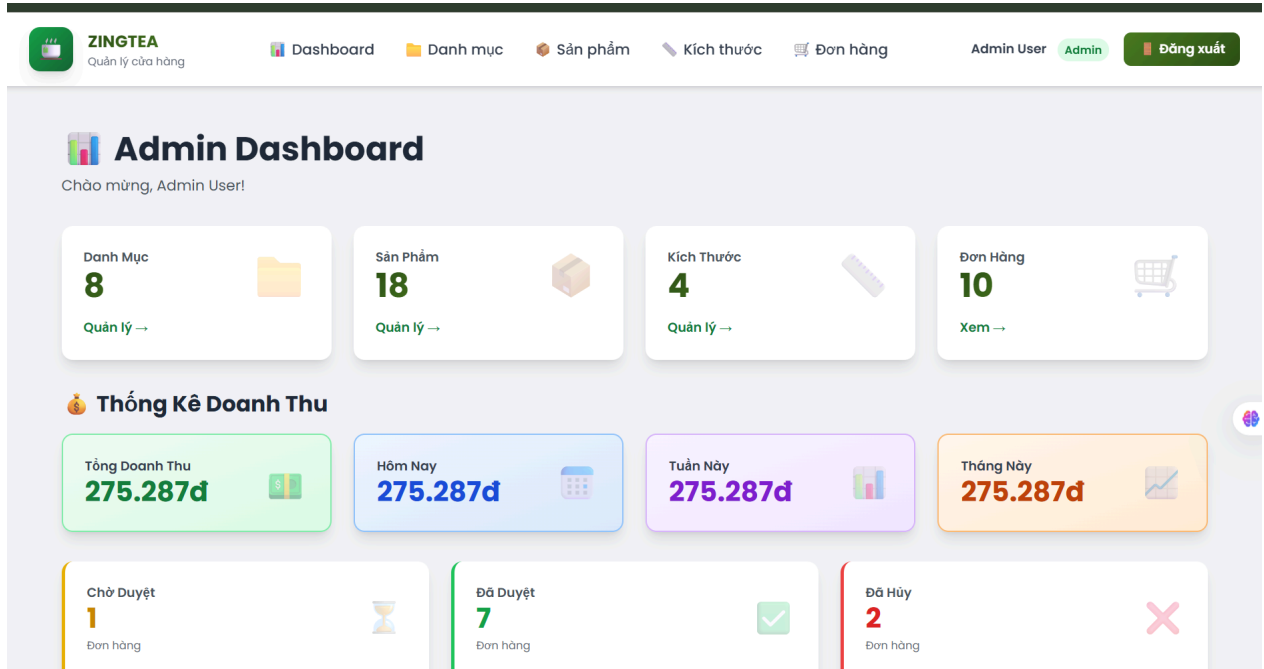 ZINGTEA
Quản lý cửa hàng
Dashboard
Danh mục
Sản phẩm
Kích thước
Đơn hàng
Admin User
Admin
Đăng xuất
Admin Dashboard
Chào mừng, Admin User!
Danh Mục
8
Quản lý →
Sản Phẩm
18
Quản lý →
Kích Thước
4
Quản lý →
Đơn Hàng
10
Xem →
Thống Kê Doanh Thu
Tổng Doanh Thu
275.287đ
Hôm Nay
275.287đ
Tuần Này
275.287đ
Tháng Này
275.287đ
Chờ Duyệt
1
Đơn hàng
Đã Duyệt
7
Đơn hàng
Đã Hủy
2
Đơn hàng